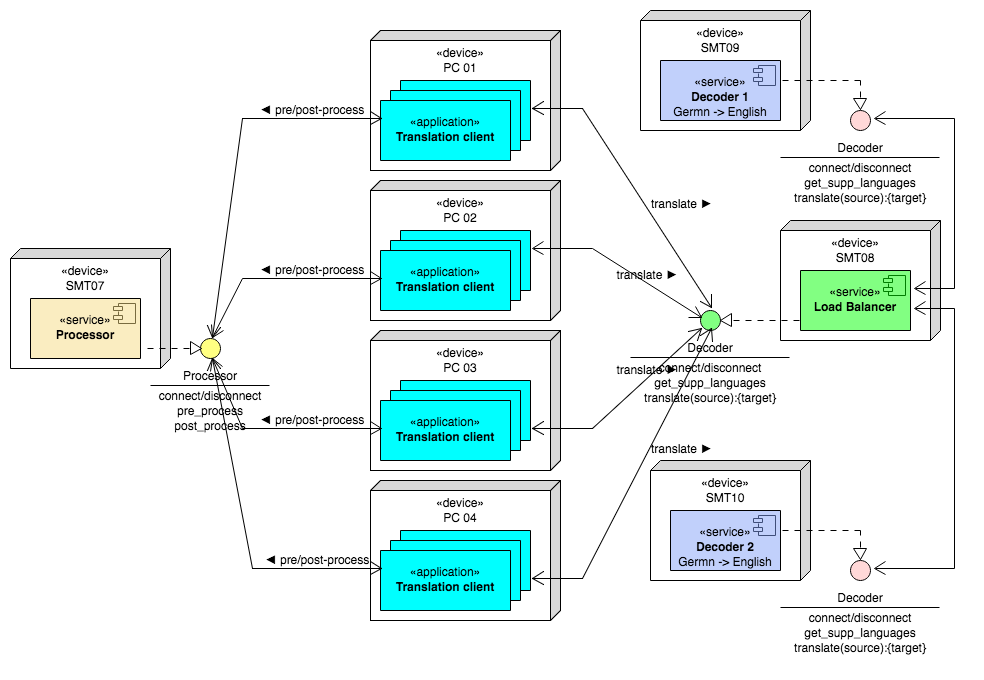 «device»
SMT07
«service»
Processor
Processor
connect/disconnect
pre_process
post_process
◄ pre/post-process
◄ pre/post-process
◄ pre/post-process
◄ pre/post-process
«device»
PC 01
«application»
Translation client
«device»
PC 02
«application»
Translation client
«device»
PC 03
«application»
Translation client
«device»
PC 04
«application»
Translation client
translate ►
translate ►
translate ►
translate ►
Decoder
connect/disconnect
get_supp_languages
translate(source):{target}
«device»
SMT09
«service»
Decoder 1
Germn -> English
Decoder
connect/disconnect
get_supp_languages
translate(source):{target}
«device»
SMT08
«service»
Load Balancer
«device»
SMT10
«service»
Decoder 2
Germn -> English
Decoder
connect/disconnect
get_supp_languages
translate(source):{target}